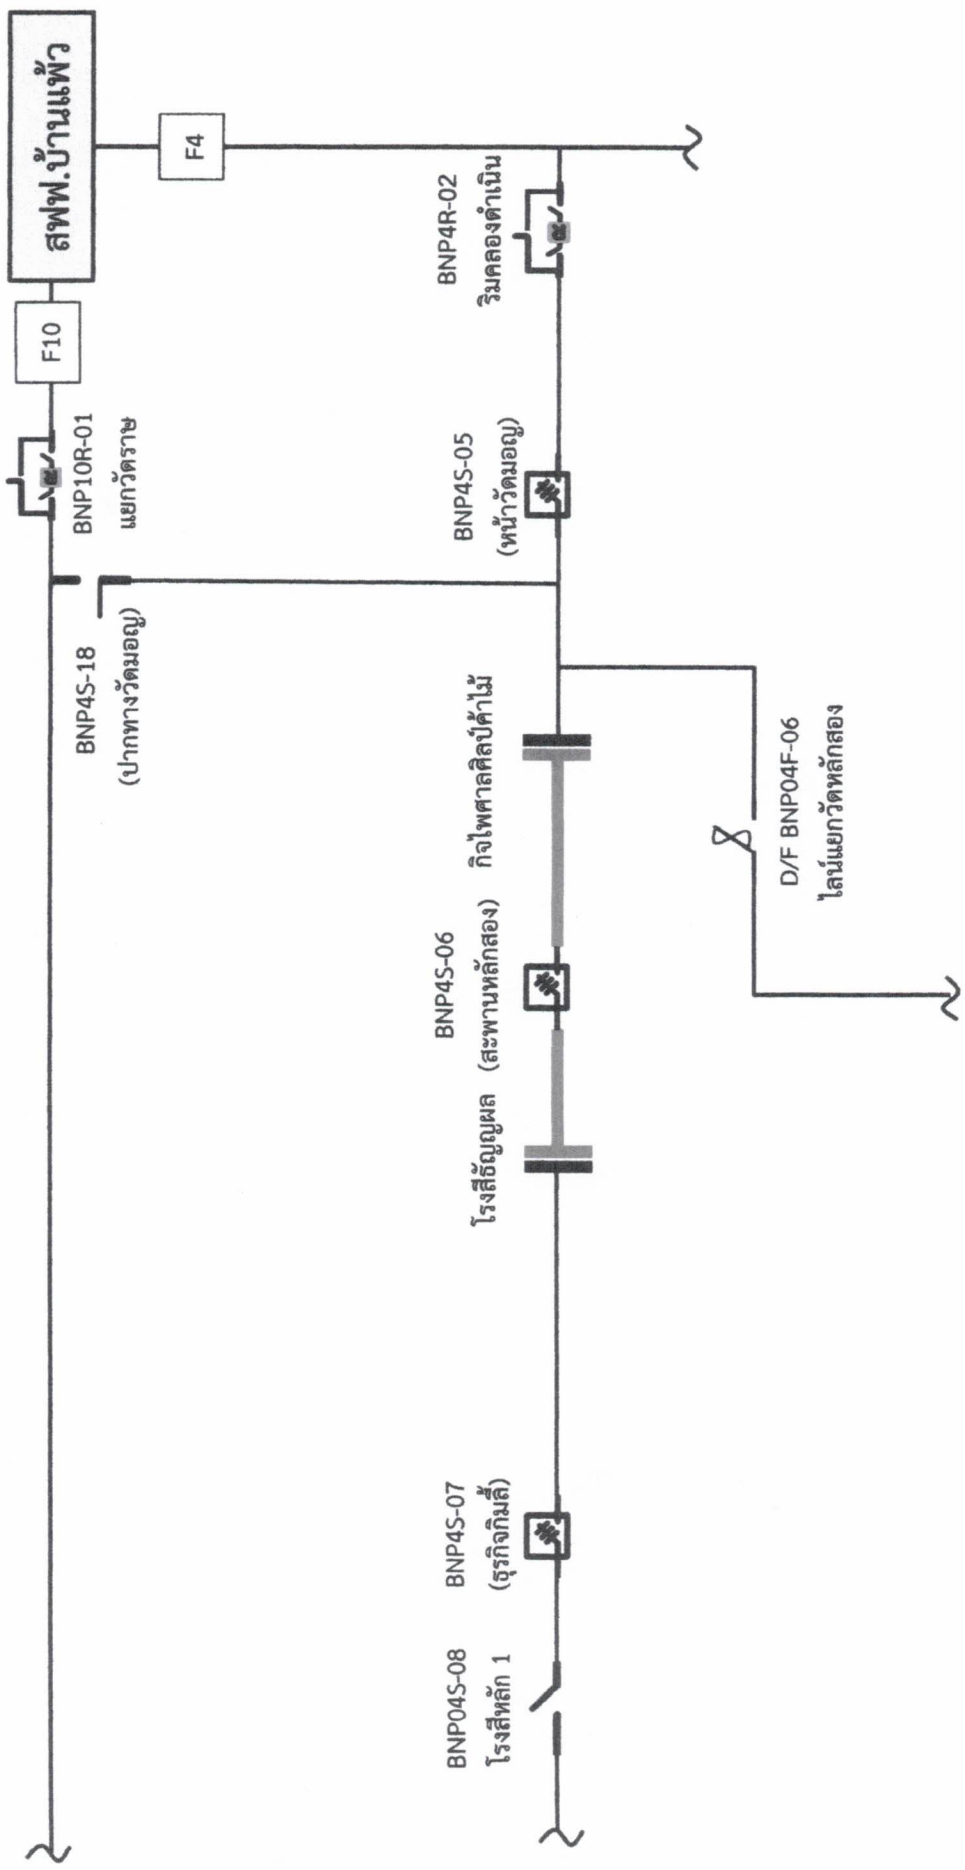 สฟฟ.บ้านแพ้ว
F10
F4
BNP10R-01
แยกวัดราษ
BNP4R-02
ริมคลองดำเนิน
BNP4S-18
(ปากทางวัดมอญ)
BNP4S-05
(หน้าวัดมอญ)
กิจไพศาลศิลป์ค้าไม้
BNP4S-06
(สะพานหลักสอง)
โรงสีธัญญผล
D/F BNP04F-06
ไลน์แยกวัดหลักสอง
BNP4S-07
(ธุรกิจกิมลี้)
BNP04S-08
โรงสีหลัก 1